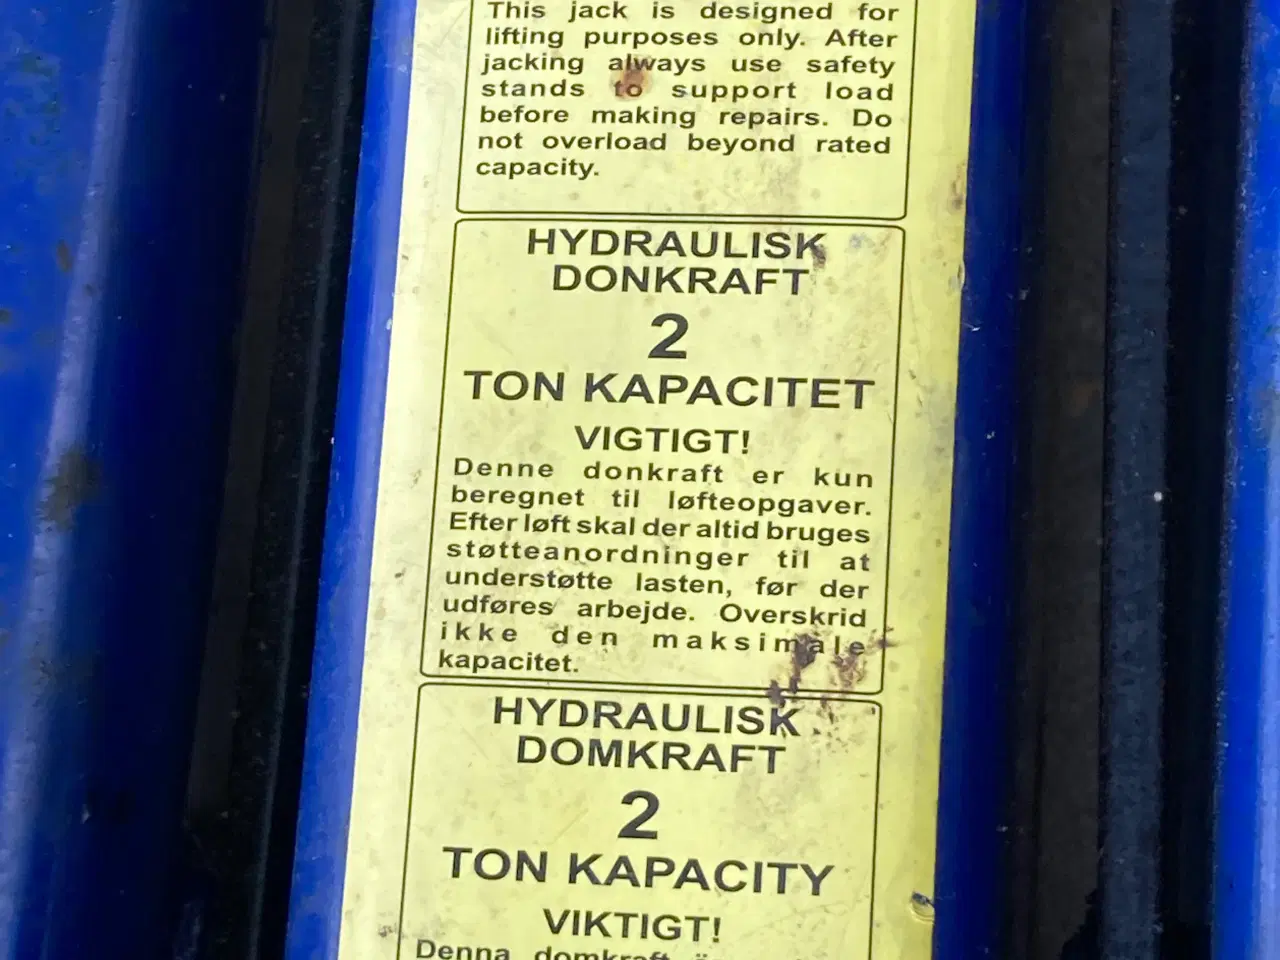 This jack is designed for
lifting purposes only. After
jacking always use safety
stands to support load
before making repairs. Do
not overload beyond rated
capacity.
HYDRAULISK
DONKRAFT
2
TON KAPACITET
VIGTIGT!
Denne donkraft er kun
beregnet til løfteopgaver.
Efter løft skal der altid bruges
støtteanordninger til at
understøtte lasten, før der
udføres arbejde. Overskrid
ikke den maksimale
kapacitet.
HYDRAULISK
DOMKRAFT
2
TON KAPACITY
VIKTIGT!
Denna domkraft är